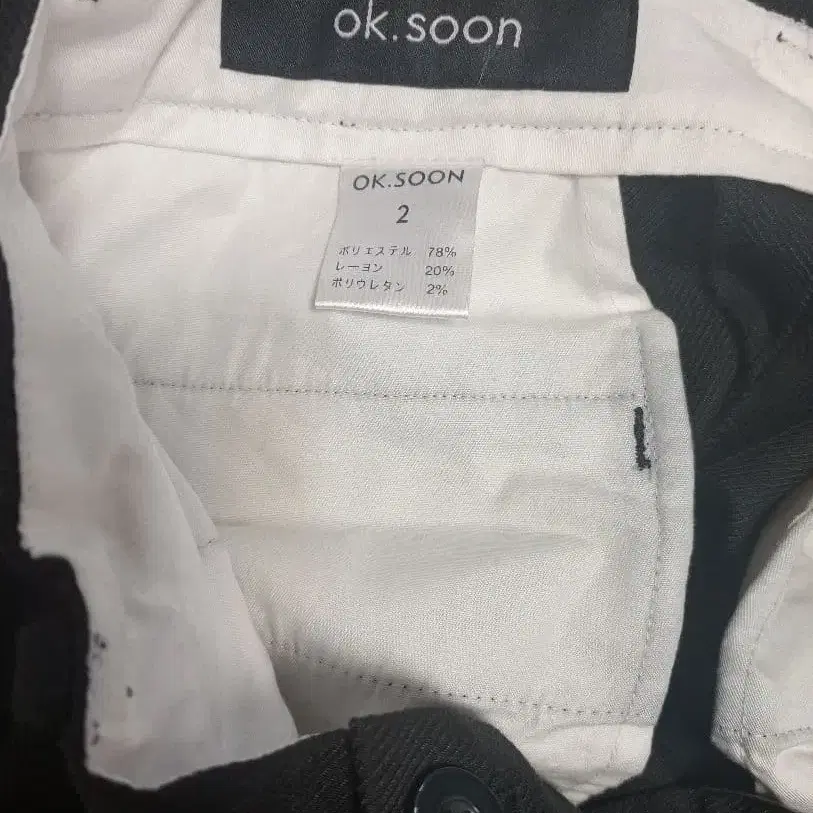 ok.soon
OK.SOON
2
ポリエステル 78%
レーヨン 20%
ポリウレタン 2%